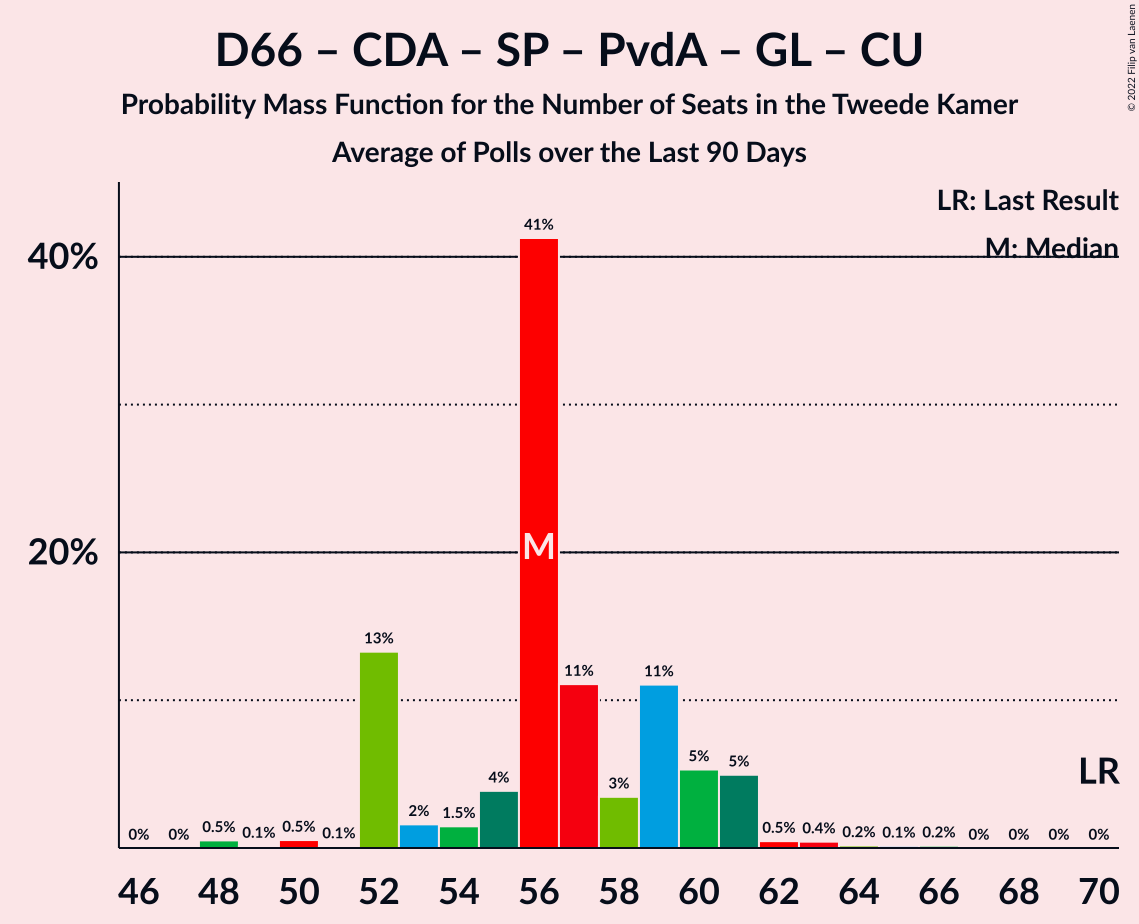 D66 – CDA – SP – PvdA – GL – CU
Probability Mass Function for the Number of Seats in the Tweede Kamer
Average of Polls over the Last 90 Days
© 2022 Filip van Laenen
LR: Last Result
M: Median
40%
20%
0% 0% 0.5% 0.1% 0.5% 0.1% 13% 2% 1.5% 4% 41% 11% 3% 11% 5% 5% 0.5% 0.4% 0.2% 0.1% 0.2% 0% 0% 0% 0%
M
LR
46 48 50 52 54 56 58 60 62 64 66 68 70